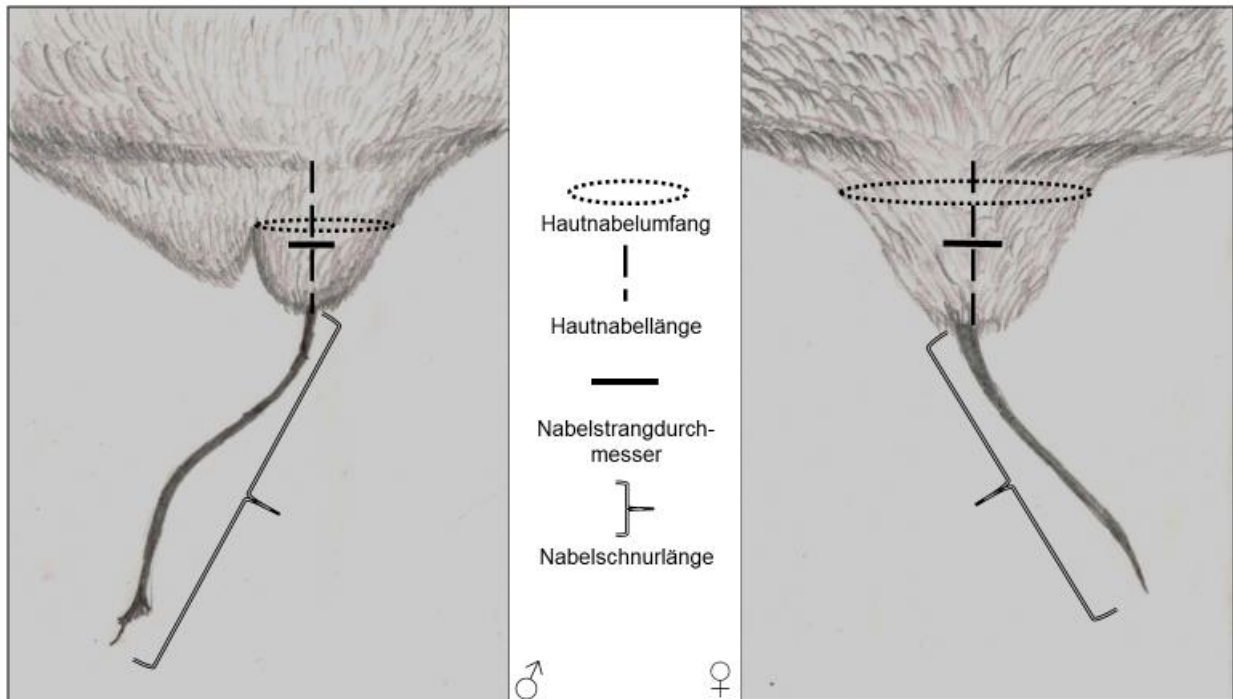 Hautnabelumfang
Hautnabellänge
Nabelstrangdurch-
messer
Nabelschnurlänge
♂ ♀